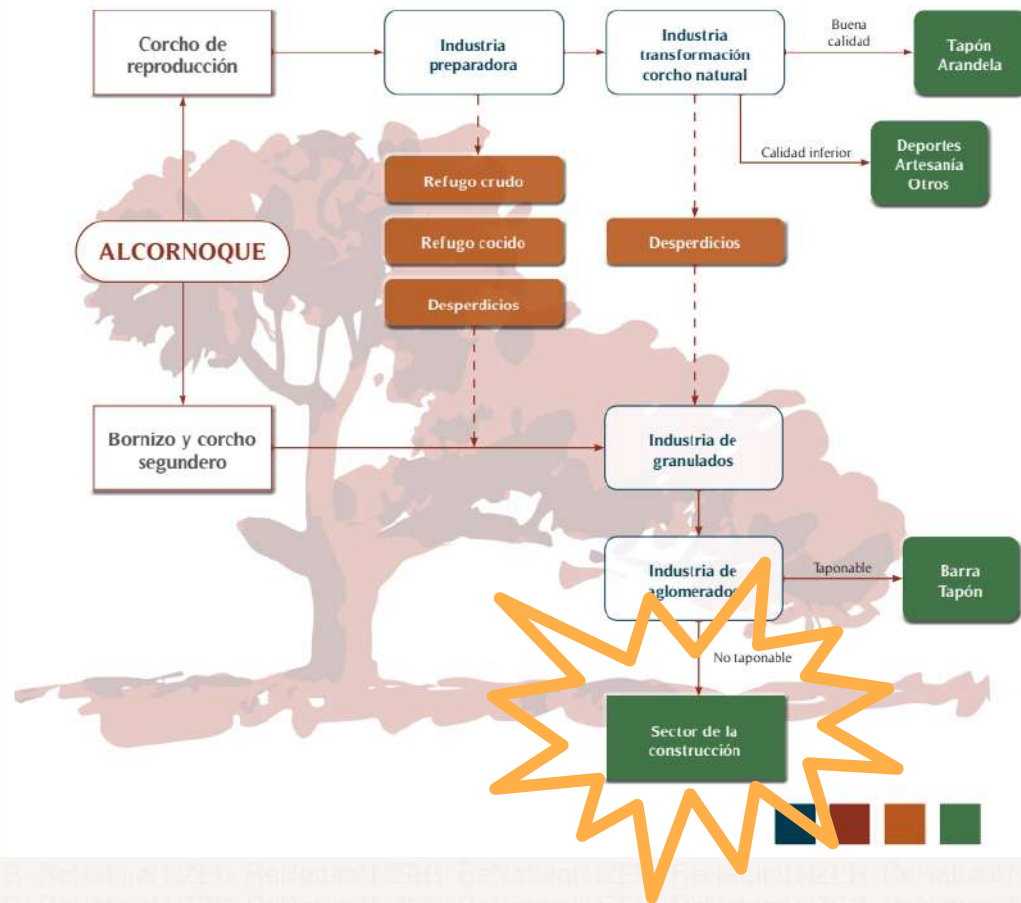 Corcho de
reproducción
Industria
preparadora
Industria
transformación
corcho natural
Buena
calidad
Tapón
Arandela
Calidad inferior
Deportes
Artesanía
Otros
Refugo crudo
Refugo cocido
Desperdicios
Desperdicios
ALCORNOQUE
Bornizo y corcho
segundero
Industria de
granulados
Industria de
aglomerados
Taponable
Barra
Tapón
No taponable
Sector de la
construcción